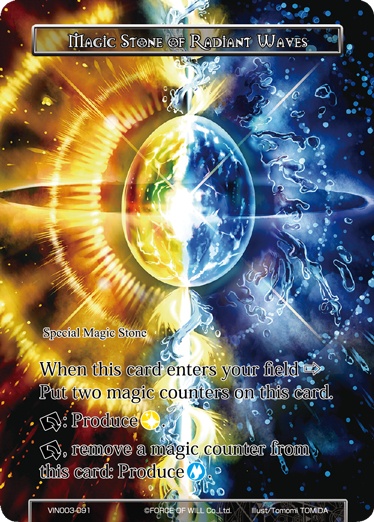 Magic Stone of Radiant Waves
Special Magic Stone
When this card enters your field ⇨
Put two magic counters on this card.
: Produce .
, remove a magic counter from
this card: Produce
VIN003-091 ©FORCE OF WILL Co.,Ltd. Illust/Tomomi TOMIDA